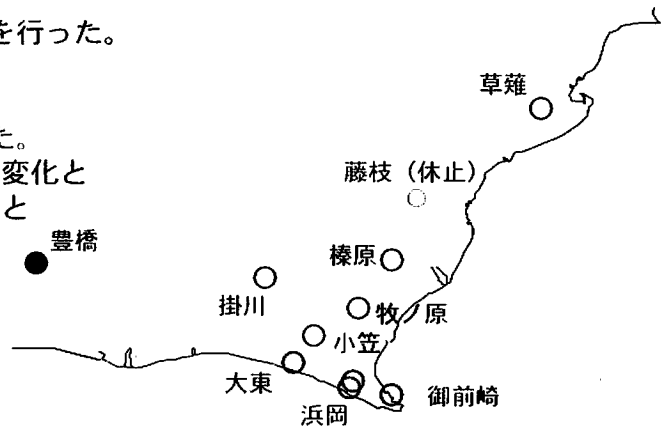 を行った。
草薙
た。
藤枝（休止）
変化と
と
豊橋
榛原
掛川
牧ノ原
小笠
大東
御前崎
浜岡